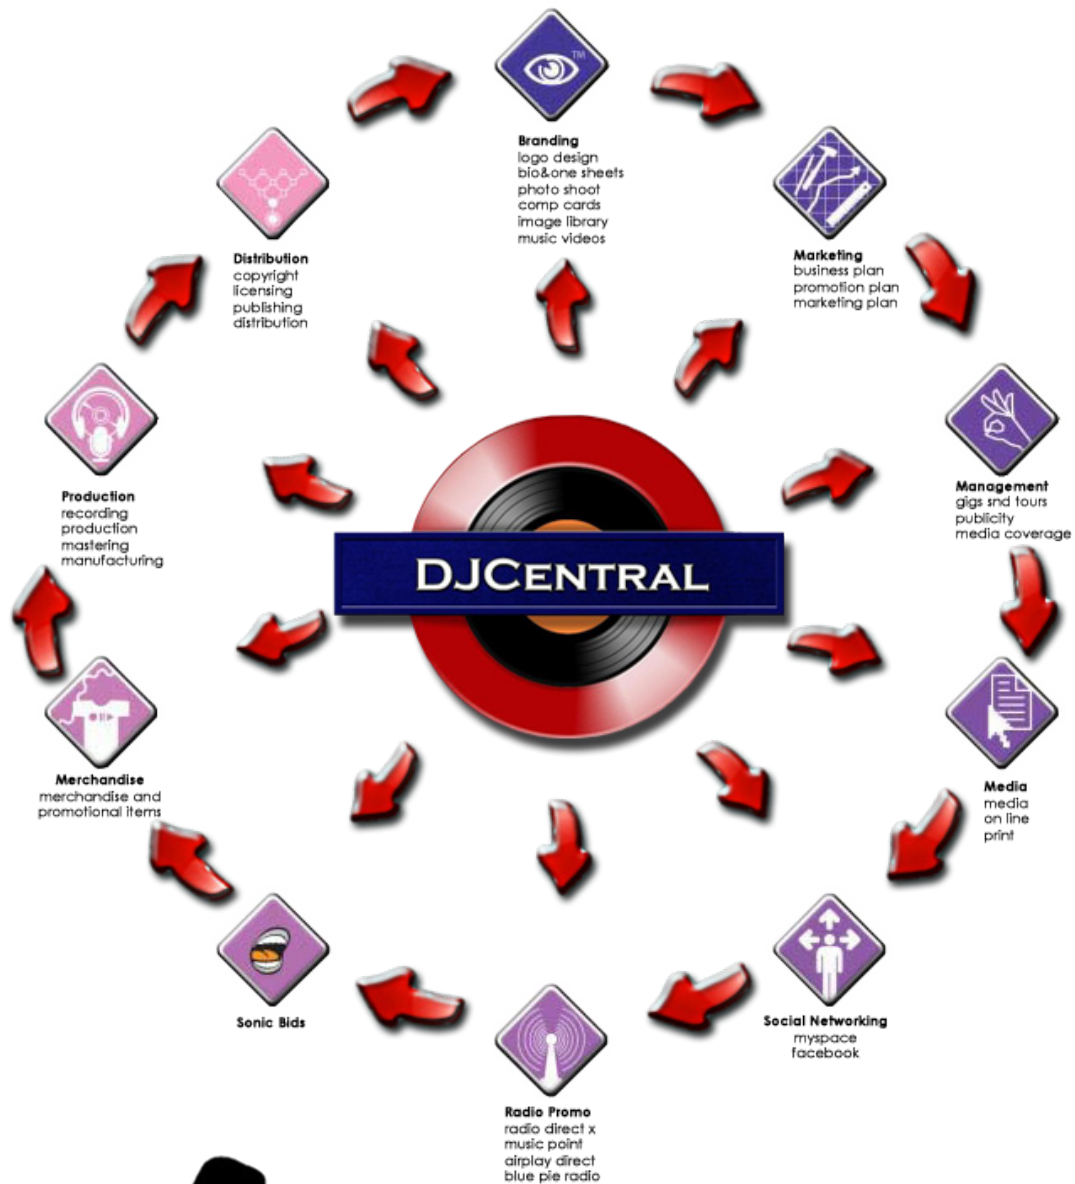 TM
Branding
logo design
bio&one sheets
photo shoot
comp cards
image library
music videos
Marketing
business plan
promotion plan
marketing plan
Management
gigs snd tours
publicity
media coverage
Media
media
on line
print
Social Networking
myspace
facebook
Radio Promo
radio direct x
music point
airplay direct
blue pie radio
Sonic Bids
Merchandise
merchandise and
promotional items
Production
recording
production
mastering
manufacturing
Distribution
copyright
licensing
publishing
distribution
DJCENTRAL